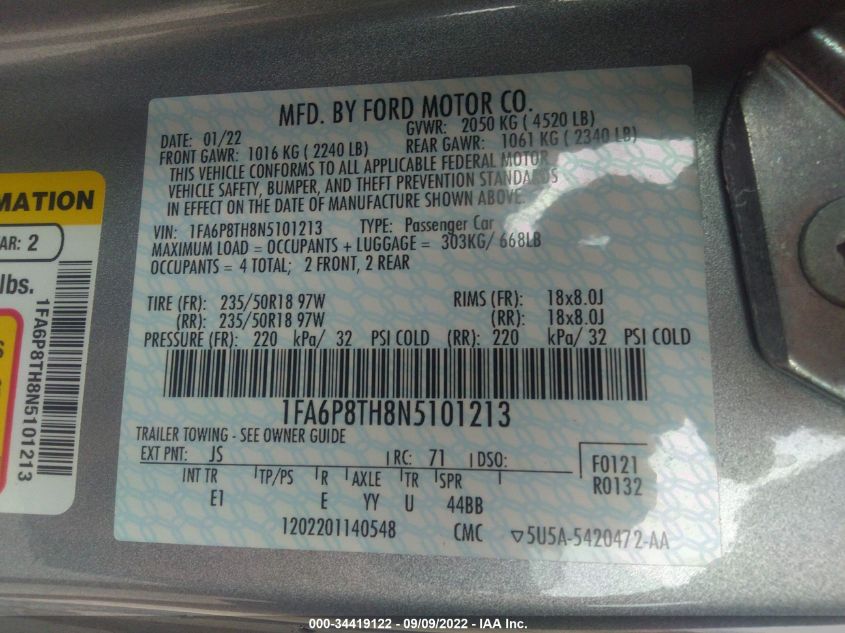 MFD. BY FORD MOTOR CO.
DATE: 01/22 GVWR: 2050 KG ( 4520 LB)
FRONT GAWR: 1016 KG ( 2240 LB) REAR GAWR: 1061 KG ( 2340 LB)
THIS VEHICLE CONFORMS TO ALL APPLICABLE FEDERAL MOTOR
VEHICLE SAFETY, BUMPER, AND THEFT PREVENTION STANDARDS
IN EFFECT ON THE DATE OF MANUFACTURE SHOWN ABOVE.
VIN: 1FA6P8TH8N5101213 TYPE: Passenger Car
MAXIMUM LOAD = OCCUPANTS + LUGGAGE = 303KG/ 668LB
OCCUPANTS = 4 TOTAL; 2 FRONT, 2 REAR
TIRE (FR): 235/50R18 97W RIMS (FR): 18x8.0J
(RR): 235/50R18 97W (RR): 18x8.0J
PRESSURE (FR): 220 kPa/ 32 PSI COLD (RR): 220 kPa/ 32 PSI COLD
1FA6P8TH8N5101213
TRAILER TOWING - SEE OWNER GUIDE
EXT PNT: JS RC: 71 DSO: F0121
R0132
INT TR TP/PS R AXLE TR SPR
E1 E YY U 44BB
1202201140548 CMC ▽5U5A-5420472-AA
MATION
AR: 2
lbs.
1FA6P8TH8N5101213
000-34419122 - 09/09/2022 - IAA Inc.